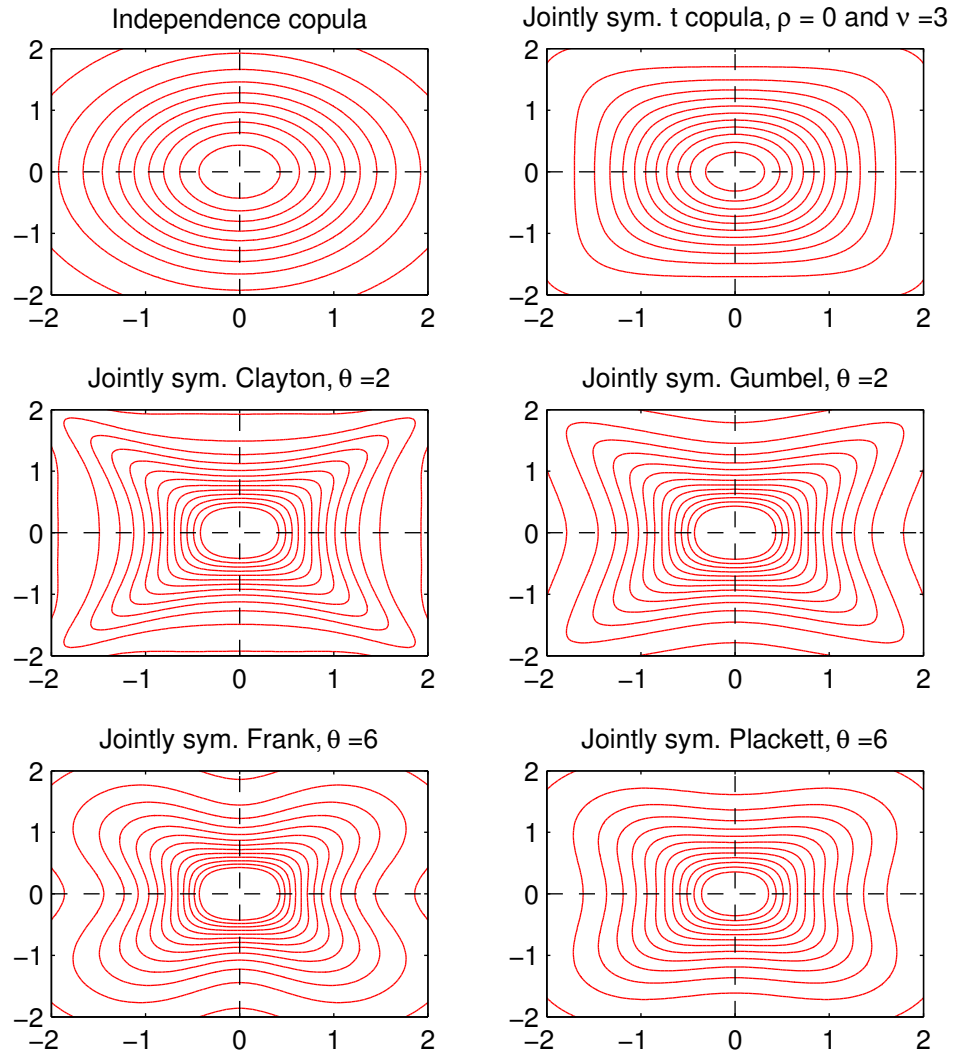 Independence copula
Jointly sym. t copula, ρ = 0 and ν =3
2
1
0
−1
−2
−2 −1 0 1 2
2
1
0
−1
−2
−2 −1 0 1 2
Jointly sym. Clayton, θ =2
Jointly sym. Gumbel, θ =2
2
1
0
−1
−2
−2 −1 0 1 2
2
1
0
−1
−2
−2 −1 0 1 2
Jointly sym. Frank, θ =6
Jointly sym. Plackett, θ =6
2
1
0
−1
−2
−2 −1 0 1 2
2
1
0
−1
−2
−2 −1 0 1 2